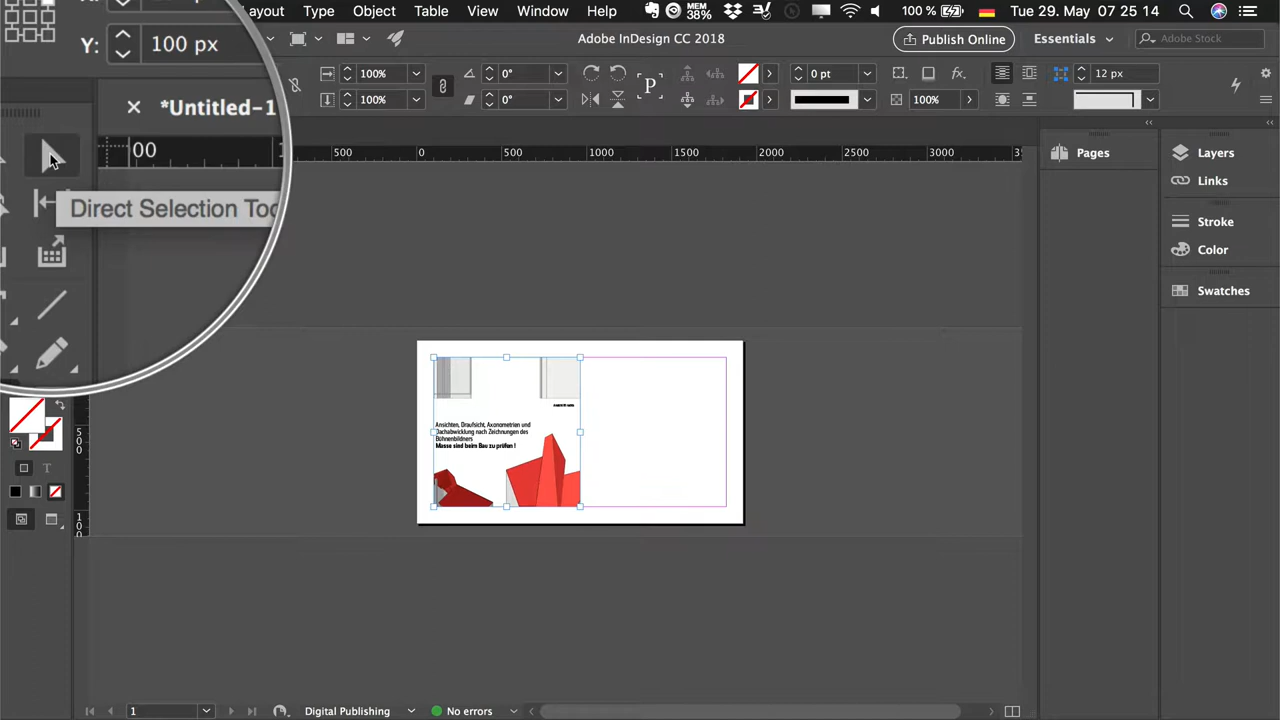 ayout Type Object Table View Window Help MEM 38% 100 % Tue 29. May 07 25 14
Y: 100 px
Adobe InDesign CC 2018 Publish Online Essentials Adobe Stock
100% 0° P 0 pt fx. 12 px
100% 0° 100%
*Untitled-1
00 500 0 500 1000 1500 2000 2500 3000
Pages
Layers
Links
Direct Selection Too
Stroke
Color
Swatches
Ansichten, Draufsicht, Axonometrien und
Dachabwicklung nach Zeichnungen des
Bühnenbildners
Masse sind beim Bau zu prüfen !
T
500
1 Digital Publishing No errors